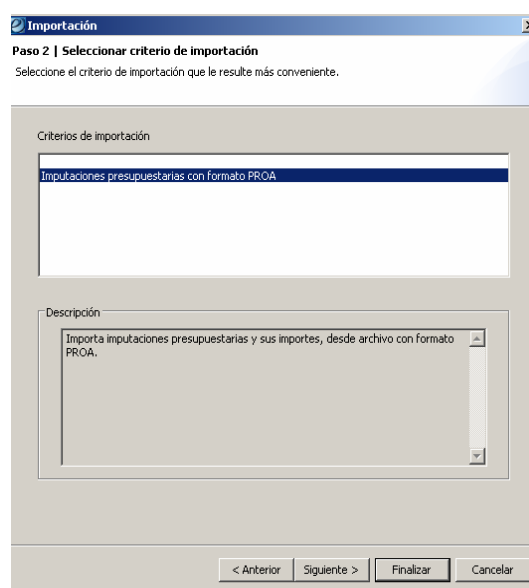 Importación
Paso 2 | Seleccionar criterio de importación
Seleccione el criterio de importación que le resulte más conveniente.
Criterios de importación
Imputaciones presupuestarias con formato PROA
Descripción
Importa imputaciones presupuestarias y sus importes, desde archivo con formato
PROA.
< Anterior Siguiente > Finalizar Cancelar